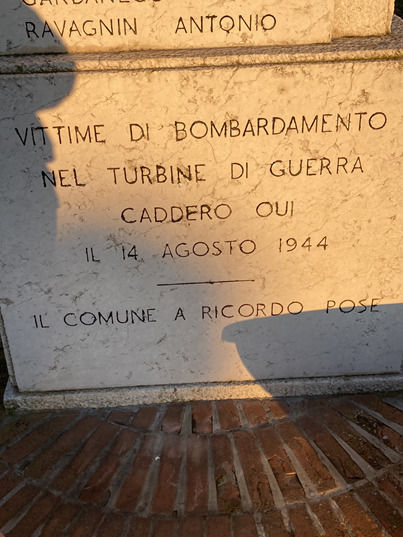 RAVAGNIN ANTONIO
VITTIME DI BOMBARDAMENTO
NEL TURBINE DI GUERRA
CADDERO QUI
IL 14 AGOSTO 1944
IL COMUNE A RICORDO POSE